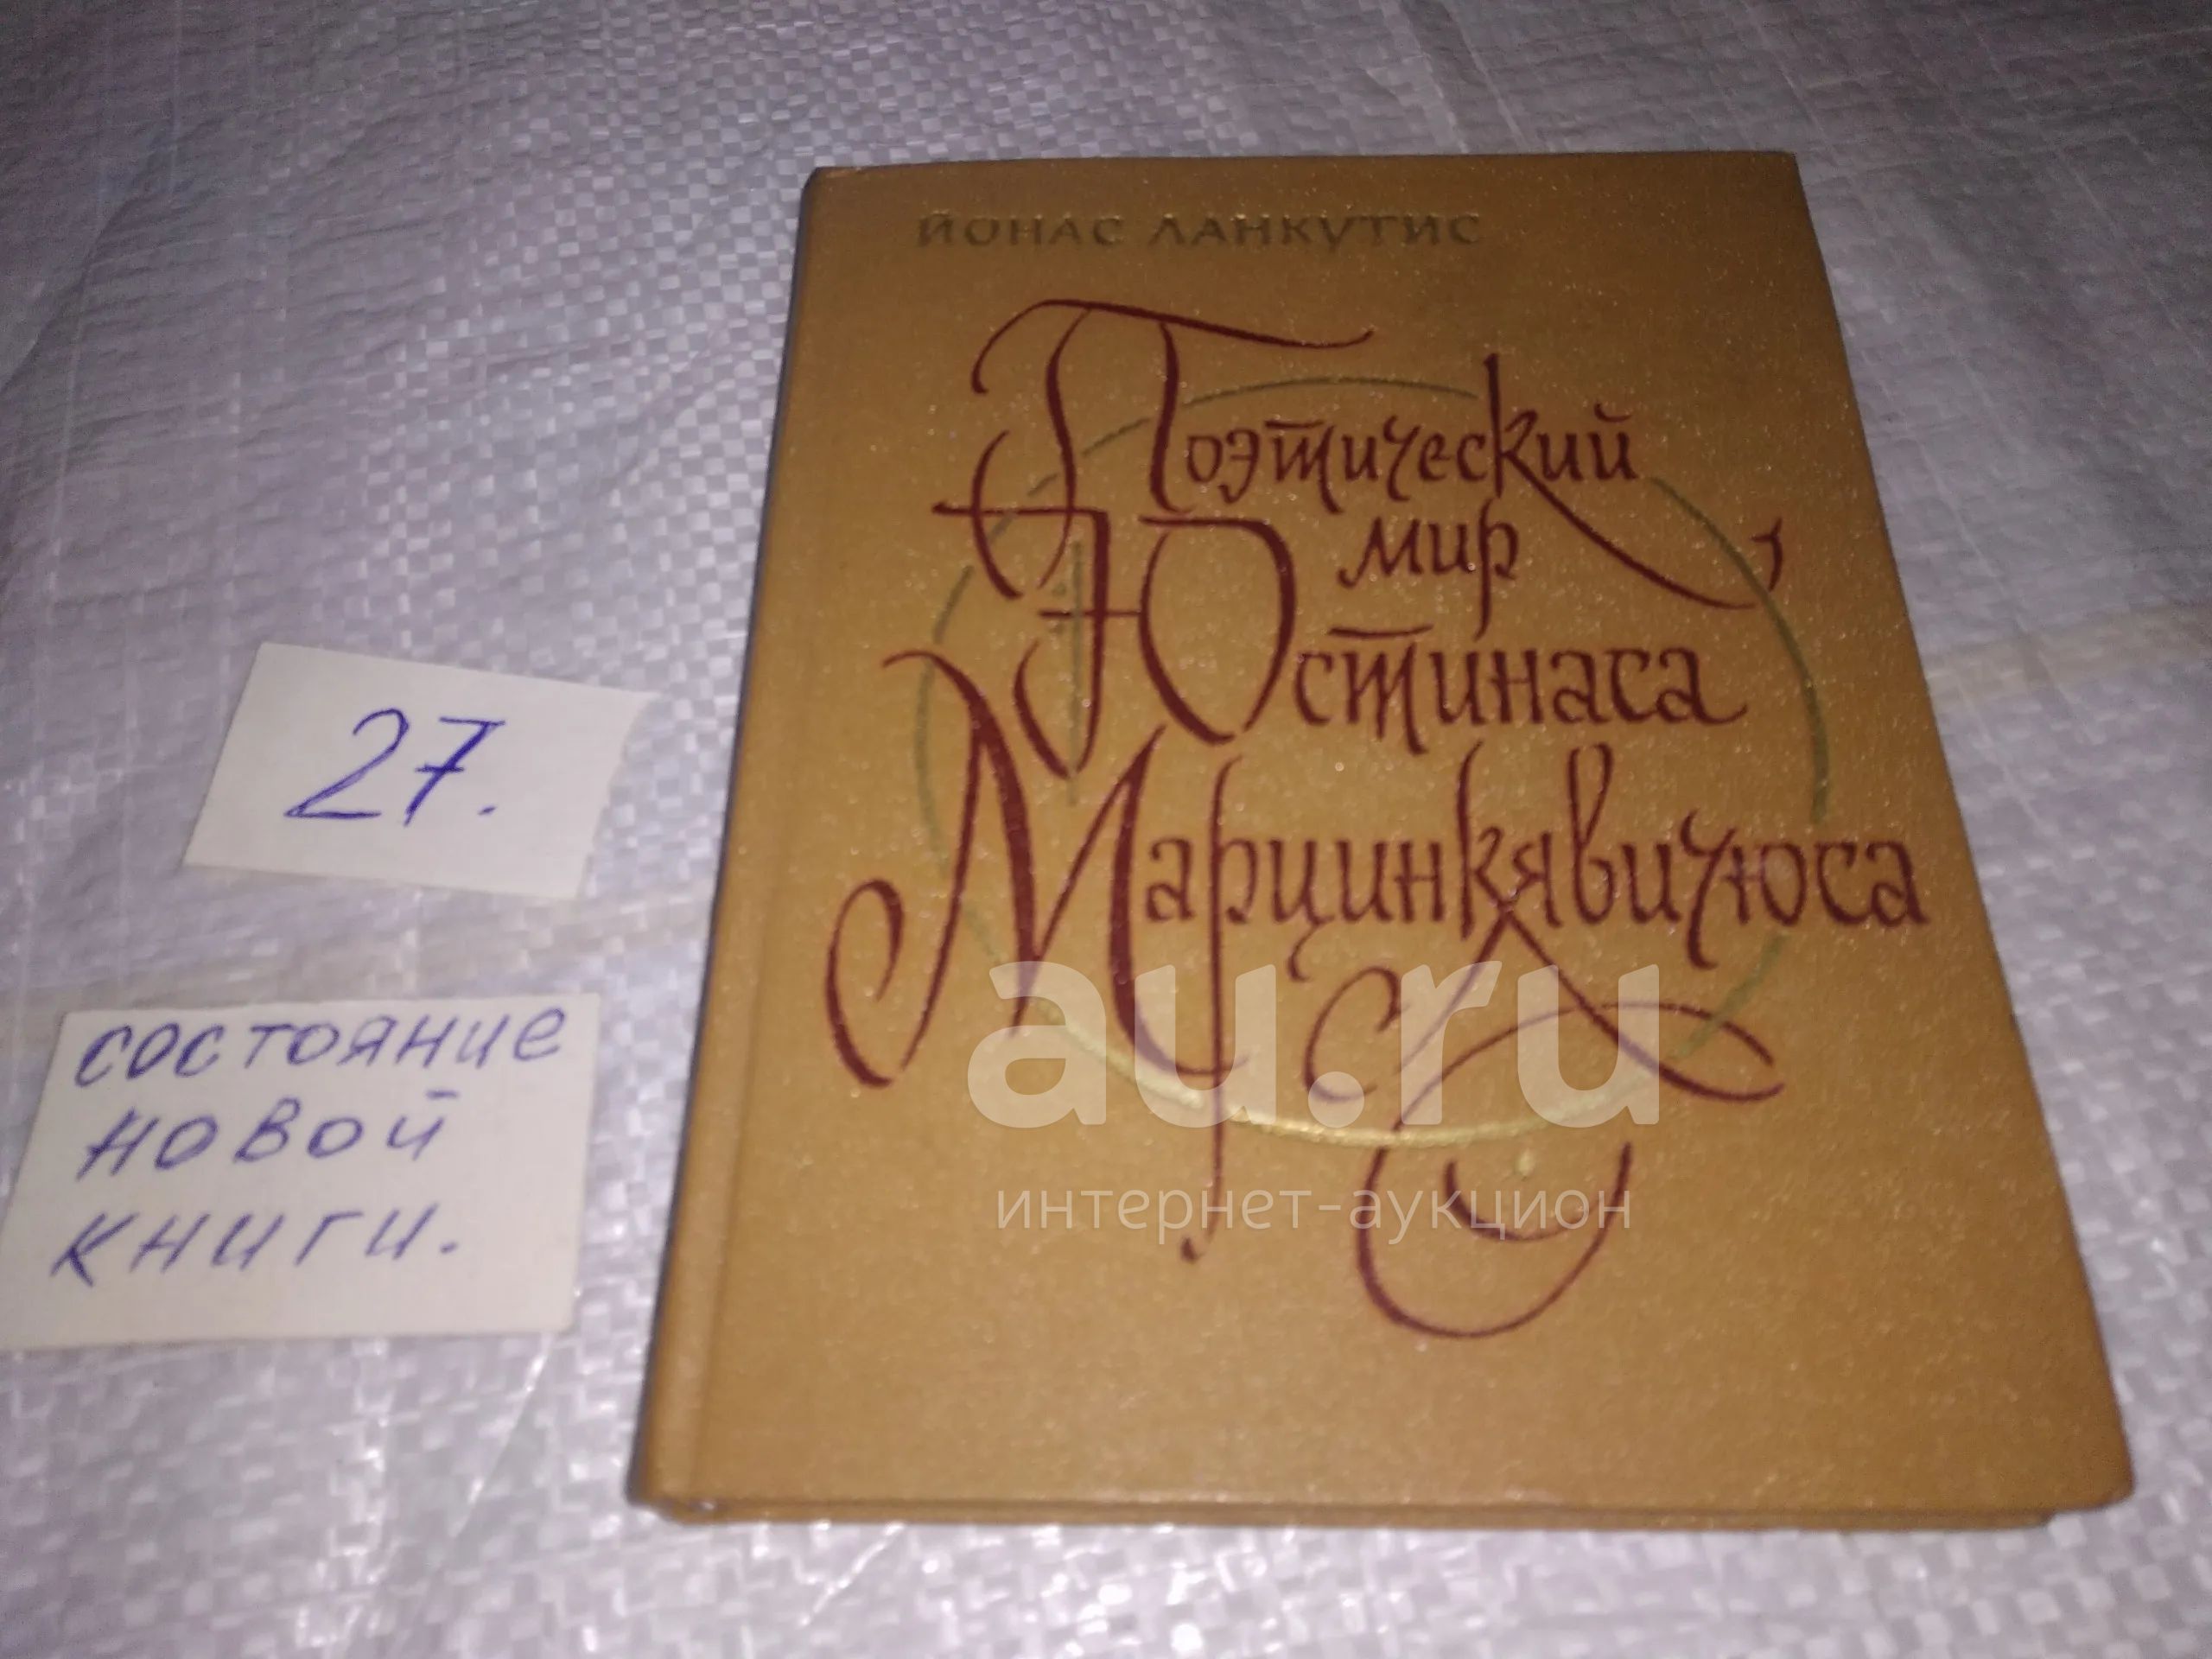 ЙОНАС ЛАНКУТИС
Поэтический
мир
Юстинаса
Марцинкявичюса
27.
состояние
новой
книги.
au.ru
интернет-аукцион